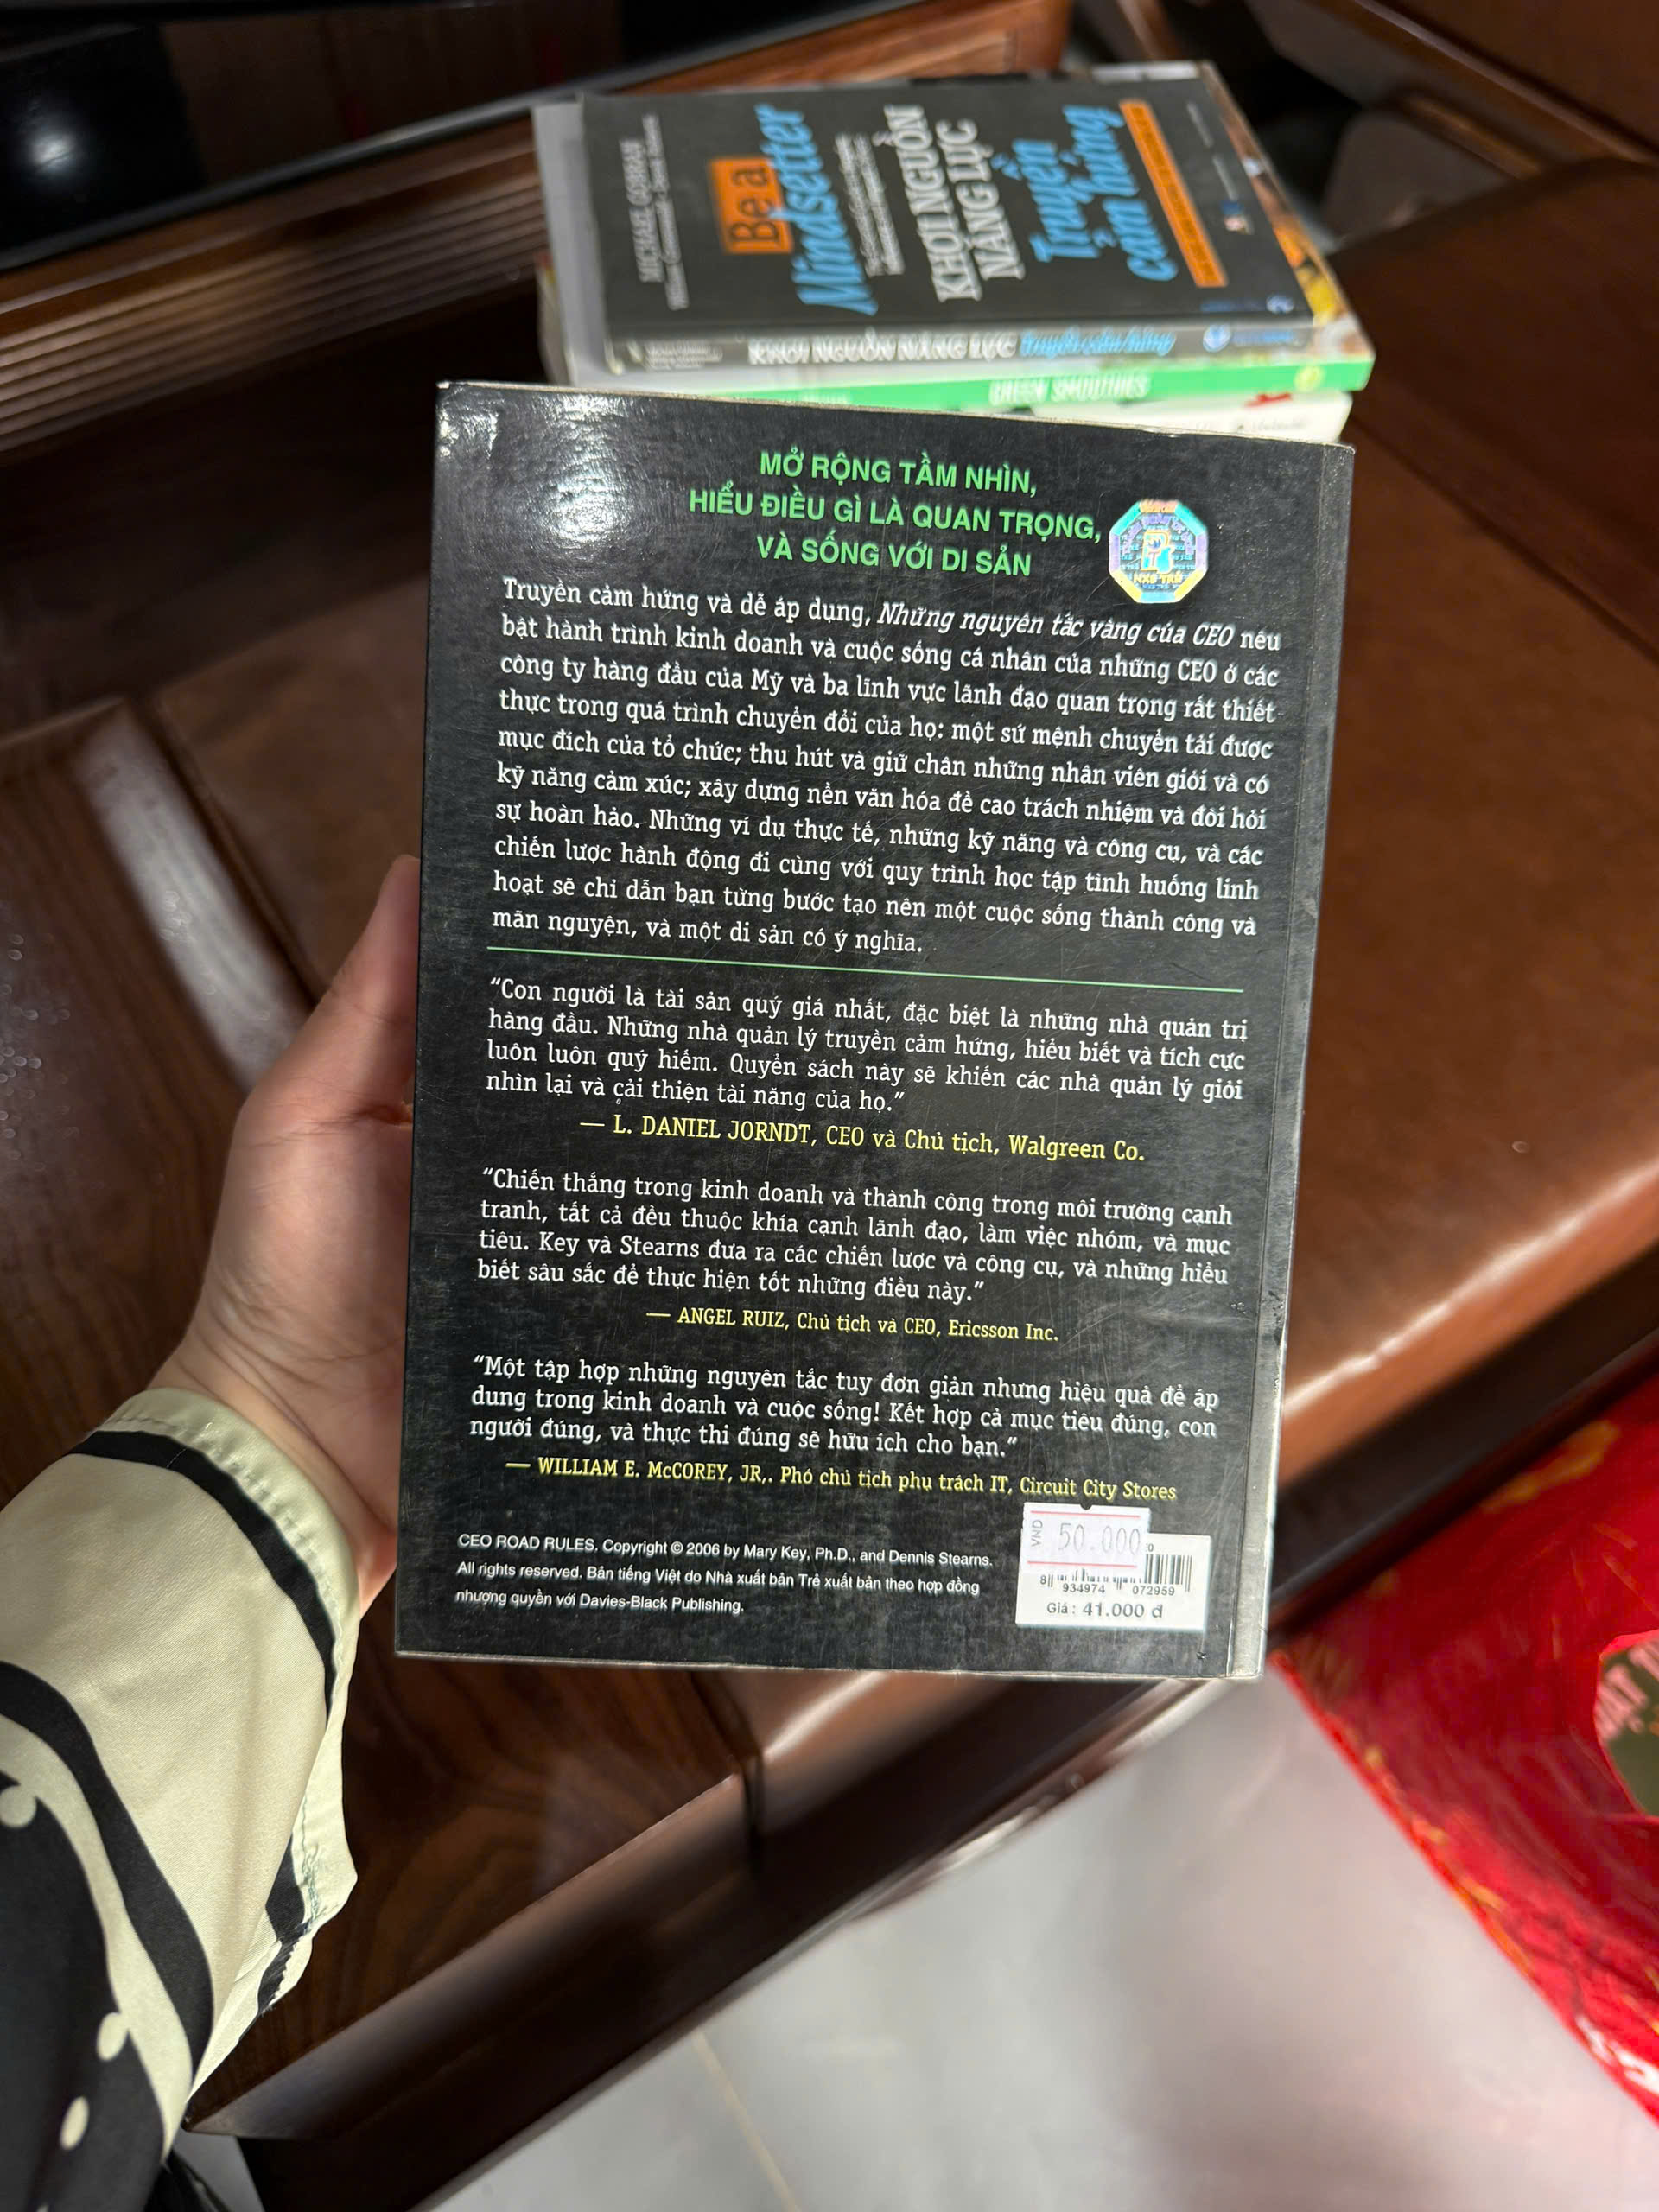 MICHAEL GOBRAN
Be a
Mindsetter
KHƠI NGUỒN
NĂNG LỰC
Truyền
cảm hứng
KHƠI NGUỒN NĂNG LỰC Truyền cảm hứng
GREEN SMOOTHIES
MỞ RỘNG TẦM NHÌN,
HIỂU ĐIỀU GÌ LÀ QUAN TRỌNG,
VÀ SỐNG VỚI DI SẢN
NXB TRẺ
Truyền cảm hứng và dễ áp dụng, Những nguyên tắc vàng của CEO nêu
bật hành trình kinh doanh và cuộc sống cá nhân của những CEO ở các
công ty hàng đầu của Mỹ và ba lĩnh vực lãnh đạo quan trọng rất thiết
thực trong quá trình chuyển đổi của họ: một sứ mệnh chuyển tải được
mục đích của tổ chức; thu hút và giữ chân những nhân viên giỏi và có
kỹ năng cảm xúc; xây dựng nền văn hóa đề cao trách nhiệm và đòi hỏi
sự hoàn hảo. Những ví dụ thực tế, những kỹ năng và công cụ, và các
chiến lược hành động đi cùng với quy trình học tập tình huống linh
hoạt sẽ chỉ dẫn bạn từng bước tạo nên một cuộc sống thành công và
mãn nguyện, và một di sản có ý nghĩa.
“Con người là tài sản quý giá nhất, đặc biệt là những nhà quản trị
hàng đầu. Những nhà quản lý truyền cảm hứng, hiểu biết và tích cực
luôn luôn quý hiếm. Quyển sách này sẽ khiến các nhà quản lý giỏi
nhìn lại và cải thiện tài năng của họ.”
— L. DANIEL JORNDT, CEO và Chủ tịch, Walgreen Co.
“Chiến thắng trong kinh doanh và thành công trong môi trường cạnh
tranh, tất cả đều thuộc khía cạnh lãnh đạo, làm việc nhóm, và mục
tiêu. Key và Stearns đưa ra các chiến lược và công cụ, và những hiểu
biết sâu sắc để thực hiện tốt những điều này.”
— ANGEL RUIZ, Chủ tịch và CEO, Ericsson Inc.
“Một tập hợp những nguyên tắc tuy đơn giản nhưng hiệu quả để áp
dung trong kinh doanh và cuộc sống! Kết hợp cả mục tiêu đúng, con
người đúng, và thực thi đúng sẽ hữu ích cho bạn.”
— WILLIAM E. McCOREY, JR,. Phó chủ tịch phụ trách IT, Circuit City Stores
CEO ROAD RULES. Copyright © 2006 by Mary Key, Ph.D., and Dennis Stearns.
All rights reserved. Bản tiếng Việt do Nhà xuất bản Trẻ xuất bản theo hợp đồng
nhượng quyền với Davies-Black Publishing.
VND 50.000
8 934974 072959
Giá : 41.000 đ